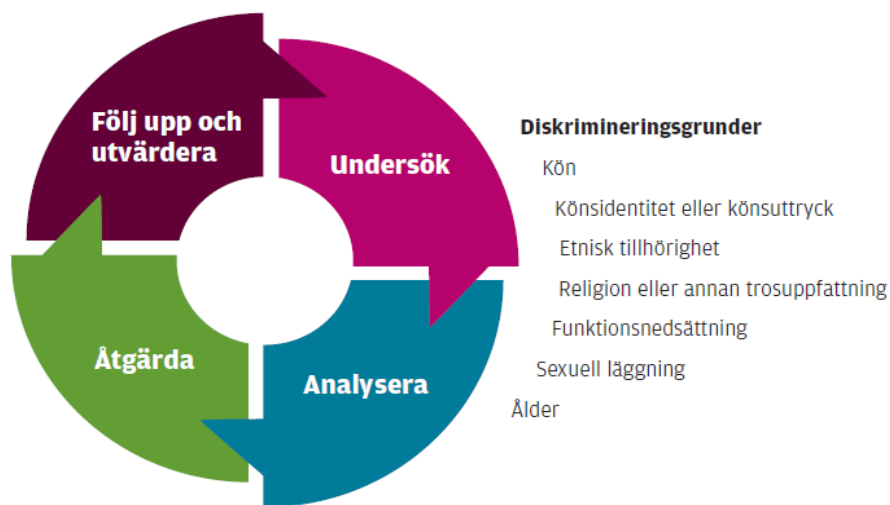 Följ upp och
utvärdera
Undersök
Åtgärda
Analysera
Diskrimineringsgrunder
Kön
Könsidentitet eller könsuttryck
Etnisk tillhörighet
Religion eller annan trosuppfattning
Funktionsnedsättning
Sexuell läggning
Ålder